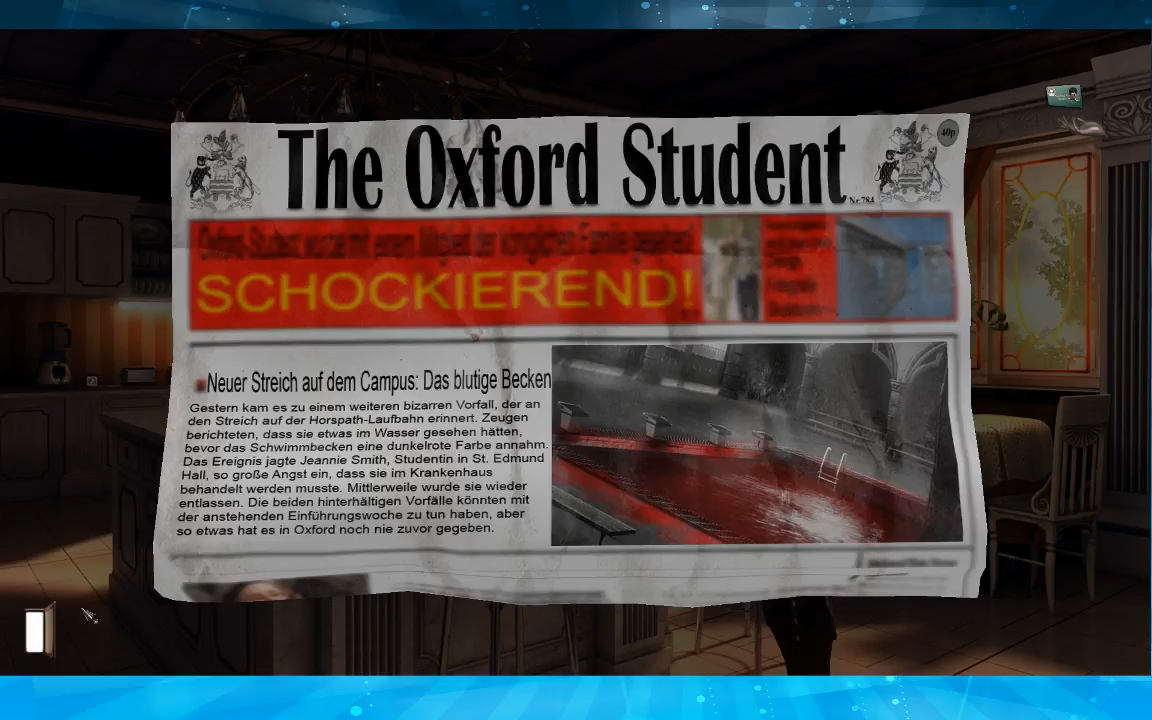 The Oxford Student
40p
Nr. 784
SCHOCKIEREND!
Neuer Streich auf dem Campus: Das blutige Becken
Gestern kam es zu einem weiteren bizarren Vorfall, der an
den Streich auf der Horspath-Laufbahn erinnert. Zeugen
berichteten, dass sie etwas im Wasser gesehen hätten,
bevor das Schwimmbecken eine dunkelrote Farbe annahm.
Das Ereignis jagte Jeannie Smith, Studentin in St. Edmund
Hall, so große Angst ein, dass sie im Krankenhaus
behandelt werden musste. Mittlerweile wurde sie wieder
entlassen. Die beiden hinterhältigen Vorfälle könnten mit
der anstehenden Einführungswoche zu tun haben, aber
so etwas hat es in Oxford noch nie zuvor gegeben.